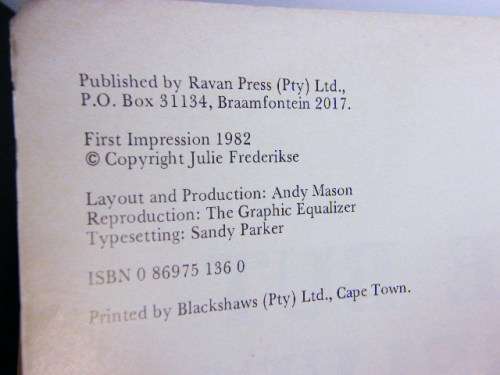 Published by Ravan Press (Pty) Ltd.,
P.O. Box 31134, Braamfontein 2017.
First Impression 1982
© Copyright Julie Frederikse
Layout and Production: Andy Mason
Reproduction: The Graphic Equalizer
Typesetting: Sandy Parker
ISBN 0 86975 136 0
Printed by Blackshaws (Pty) Ltd., Cape Town.